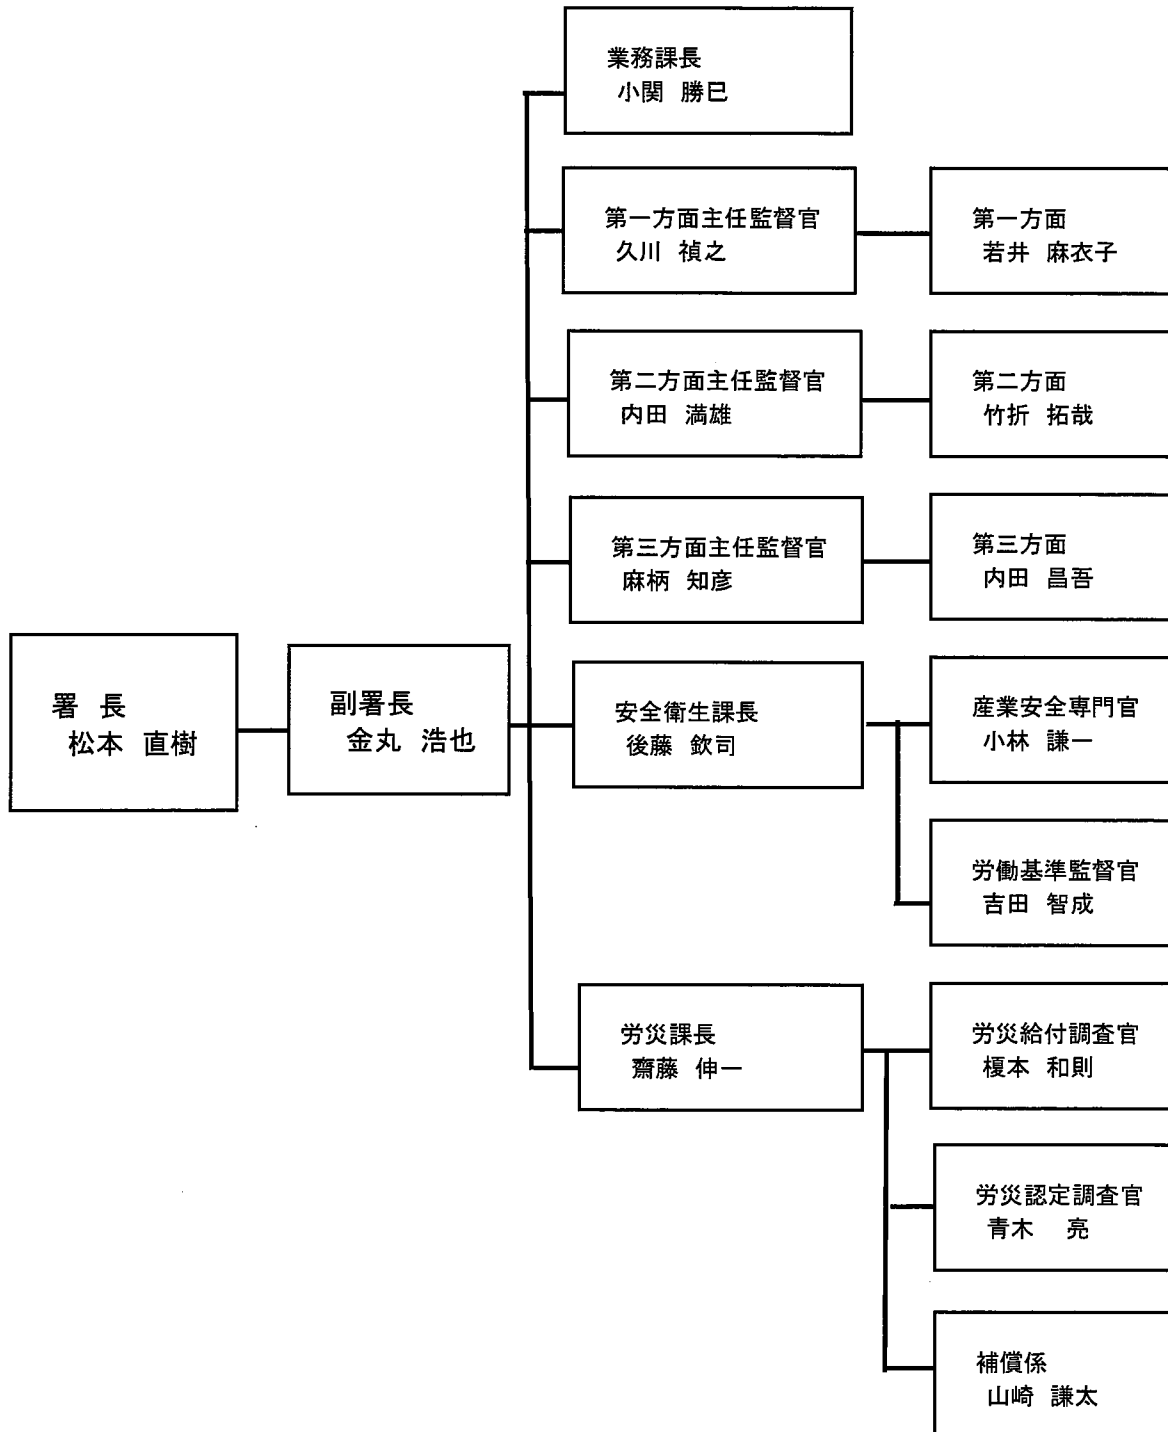 業務課長
小関 勝巳
第一方面主任監督官
久川 禎之
第一方面
若井 麻衣子
第二方面主任監督官
内田 満雄
第二方面
竹折 拓哉
第三方面主任監督官
麻柄 知彦
第三方面
内田 昌吾
署 長
松本 直樹
副署長
金丸 浩也
安全衛生課長
後藤 欽司
産業安全専門官
小林 謙一
労働基準監督官
吉田 智成
労災課長
齋藤 伸一
労災給付調査官
榎本 和則
労災認定調査官
青木 亮
補償係
山崎 謙太